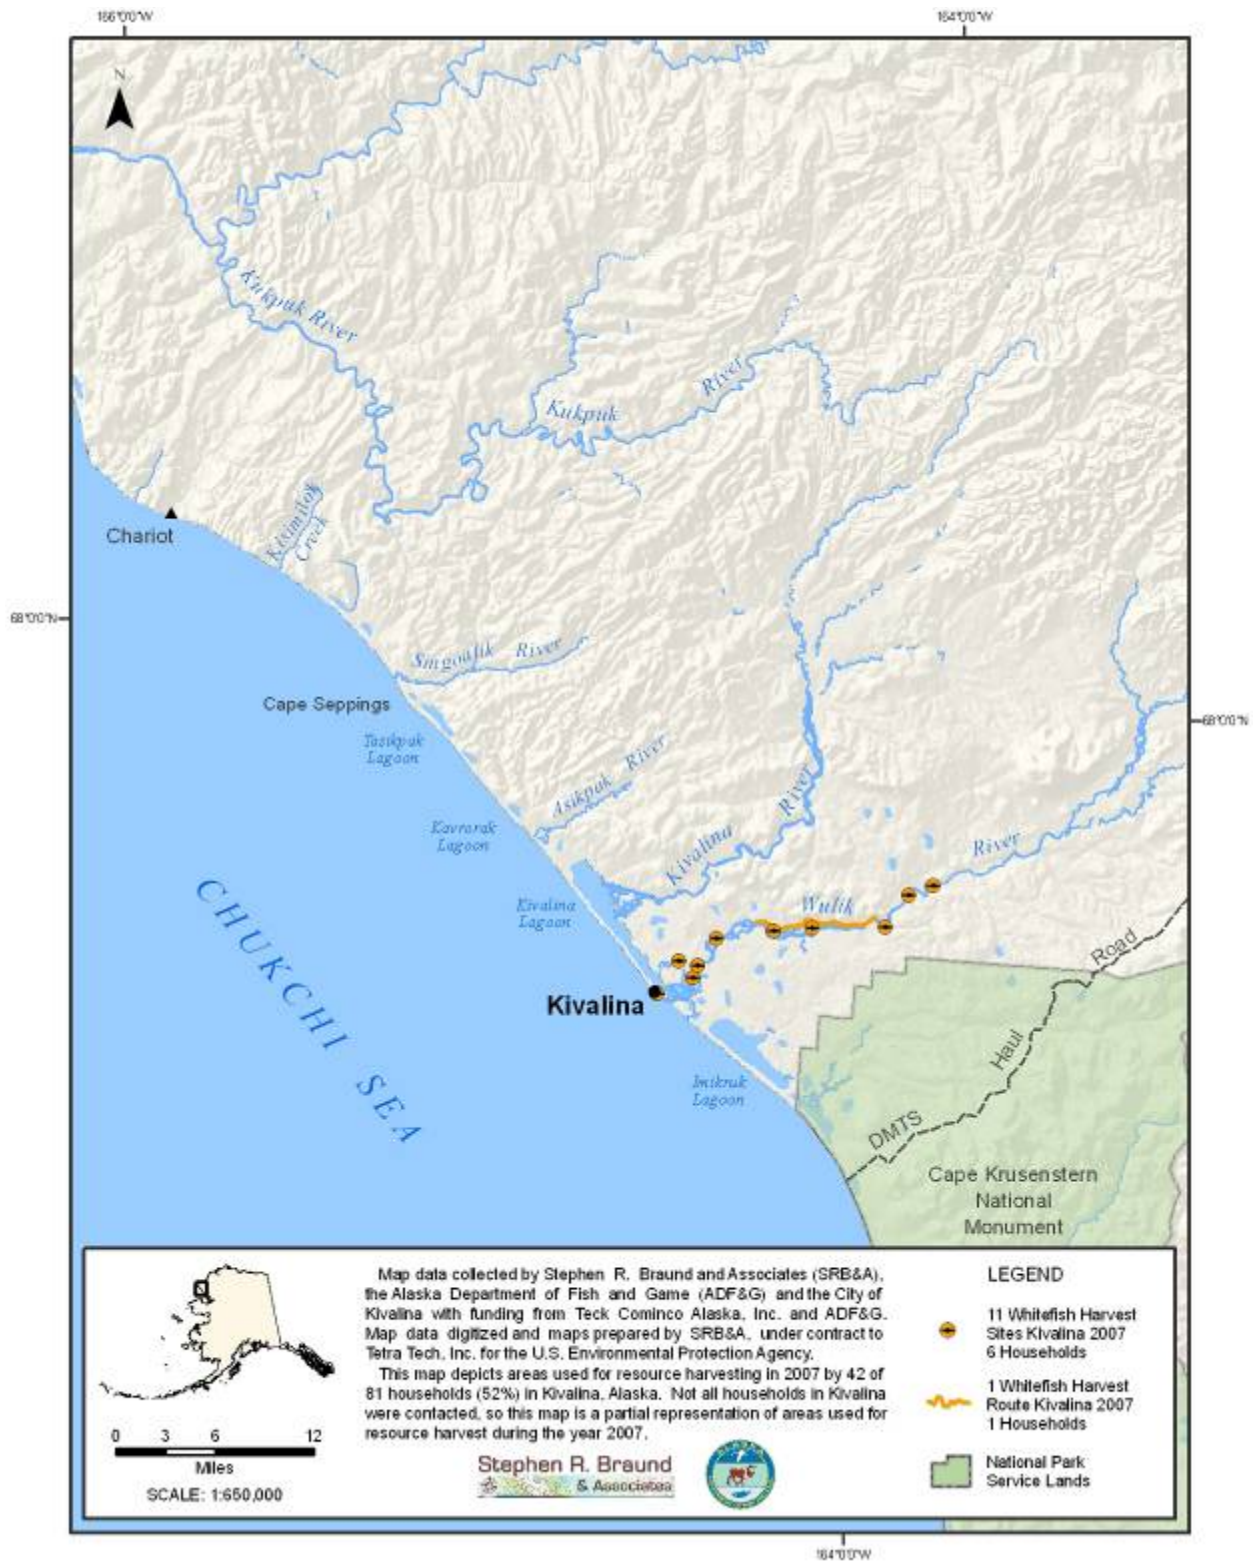 166°0'0"W
164°0'0"W
N
Kukpuk River
Kukpuk River
Chariot
Kisimilok
Creek
68°0'0"N
68°0'0"N
Singoalik River
Cape Seppings
Tasikpak
Lagoon
Asikpak River
Kavrorak
Lagoon
Kivalina River
River
Wulik
Kivalina
Lagoon
CHUKCHI SEA
Kivalina
Imikruk
Lagoon
DMTS Haul Road
Cape Krusenstern
National
Monument
Map data collected by Stephen R. Braund and Associates (SRB&A),
the Alaska Department of Fish and Game (ADF&G) and the City of
Kivalina with funding from Teck Cominco Alaska, Inc. and ADF&G.
Map data digitized and maps prepared by SRB&A, under contract to
Tetra Tech, Inc. for the U.S. Environmental Protection Agency.
This map depicts areas used for resource harvesting in 2007 by 42 of
81 households (52%) in Kivalina, Alaska. Not all households in Kivalina
were contacted, so this map is a partial representation of areas used for
resource harvest during the year 2007.
0 3 6 12
Miles
SCALE: 1:650,000
Stephen R. Braund
& Associates
LEGEND
11 Whitefish Harvest
Sites Kivalina 2007
6 Households
1 Whitefish Harvest
Route Kivalina 2007
1 Households
National Park
Service Lands
164°0'0"W